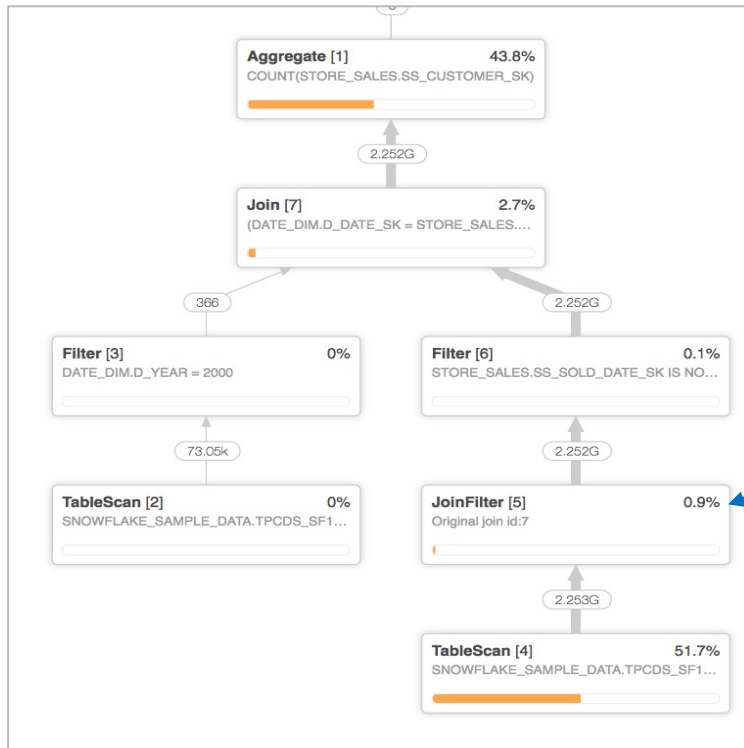 Aggregate [1] 43.8%
COUNT(STORE_SALES.SS_CUSTOMER_SK)
2.252G
Join [7] 2.7%
(DATE_DIM.D_DATE_SK = STORE_SALES....
366
2.252G
Filter [3] 0%
DATE_DIM.D_YEAR = 2000
Filter [6] 0.1%
STORE_SALES.SS_SOLD_DATE_SK IS NO...
73.05k
2.252G
TableScan [2] 0%
SNOWFLAKE_SAMPLE_DATA.TPCDS_SF1...
JoinFilter [5] 0.9%
Original join id:7
2.253G
TableScan [4] 51.7%
SNOWFLAKE_SAMPLE_DATA.TPCDS_SF1...